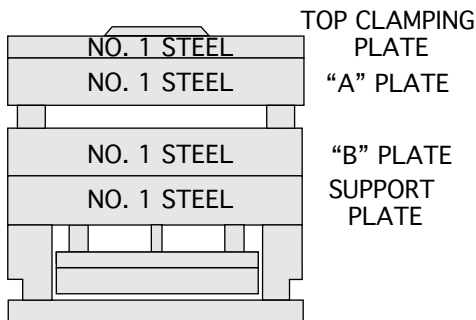 TOP CLAMPING
PLATE
NO. 1 STEEL
NO. 1 STEEL
“A” PLATE
NO. 1 STEEL
“B” PLATE
NO. 1 STEEL
SUPPORT
PLATE